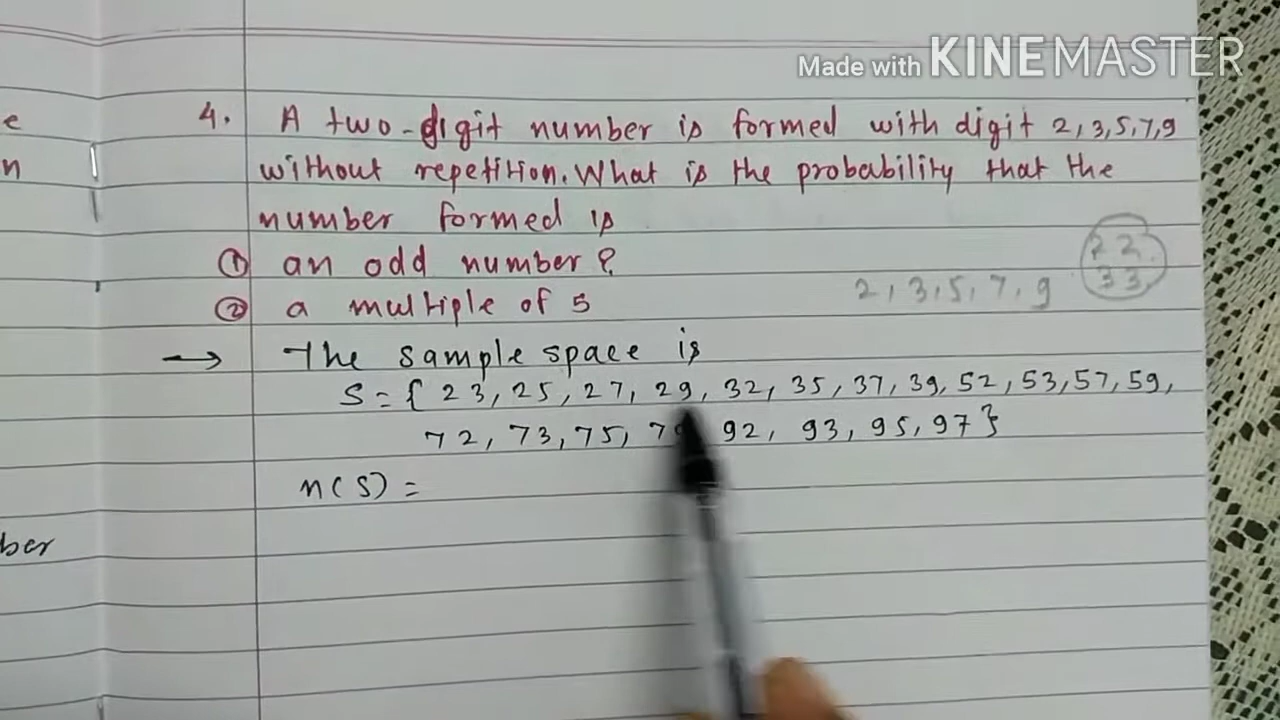 Made with KINEMASTER
e
n
4. A two-digit number is formed with digit 2,3,5,7,9
without repetition. What is the probability that the
number formed is
① an odd number?
② a multiple of 5
2,3,5,7,9
22
33
→ The sample space is
S = { 23, 25, 27, 29, 32, 35, 37, 39, 52, 53, 57, 59,
72, 73, 75, 92, 93, 95, 97 }
n(S) =
ber